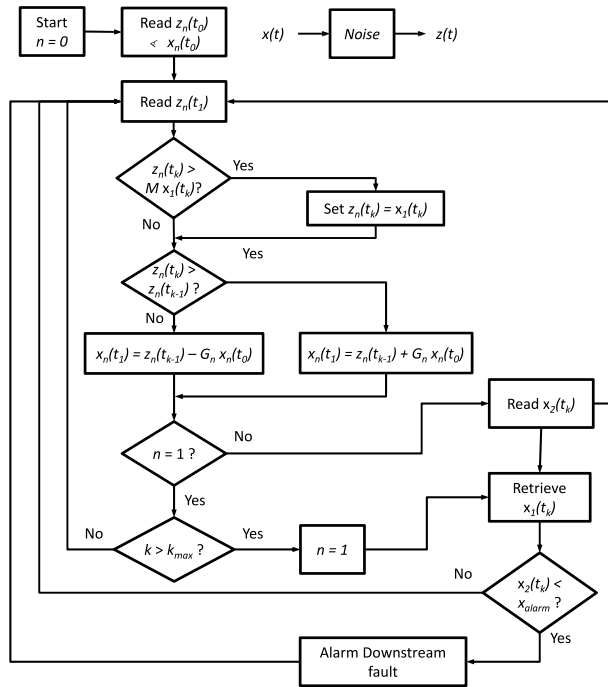 Start
n = 0
Read zn(t0)
∢ xn(t0)
x(t)
Noise
z(t)
Read zn(t1)
zn(tk) >
M x1(tk)?
Yes
Set zn(tk) = x1(tk)
No
Yes
zn(tk) >
zn(tk-1) ?
No
xn(t1) = zn(tk-1) – Gn xn(t0)
xn(t1) = zn(tk-1) + Gn xn(t0)
Read x2(tk)
n = 1 ?
No
Yes
Retrieve
x1(tk)
No
k > kmax ?
Yes
n = 1
No
x2(tk) <
xalarm ?
Yes
Alarm Downstream
fault